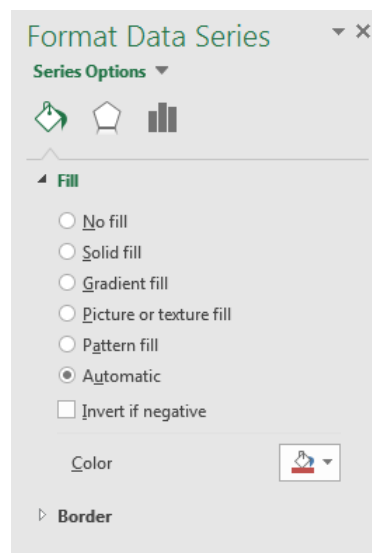 Format Data Series
Series Options
Fill
No fill
Solid fill
Gradient fill
Picture or texture fill
Pattern fill
Automatic
Invert if negative
Color
Border